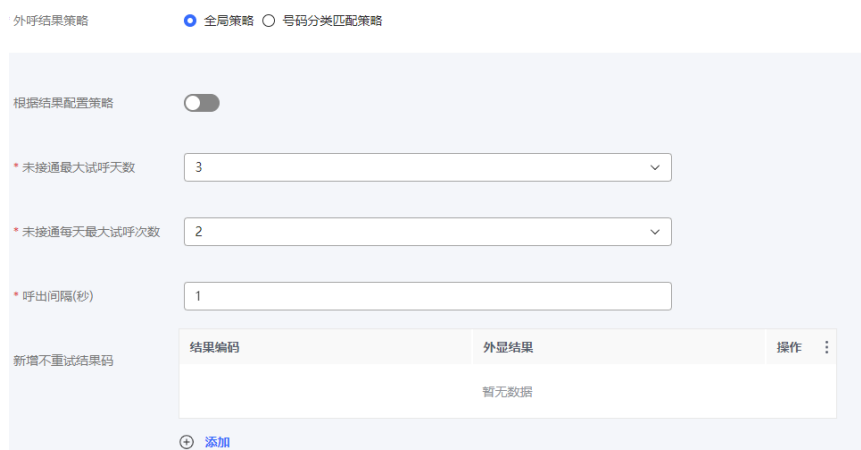 外呼结果策略 全局策略 号码分类匹配策略
根据结果配置策略
* 未接通最大试呼天数 3
* 未接通每天最大试呼次数 2
* 呼出间隔(秒) 1
新增不重试结果码
结果编码 外显结果 操作
暂无数据
添加